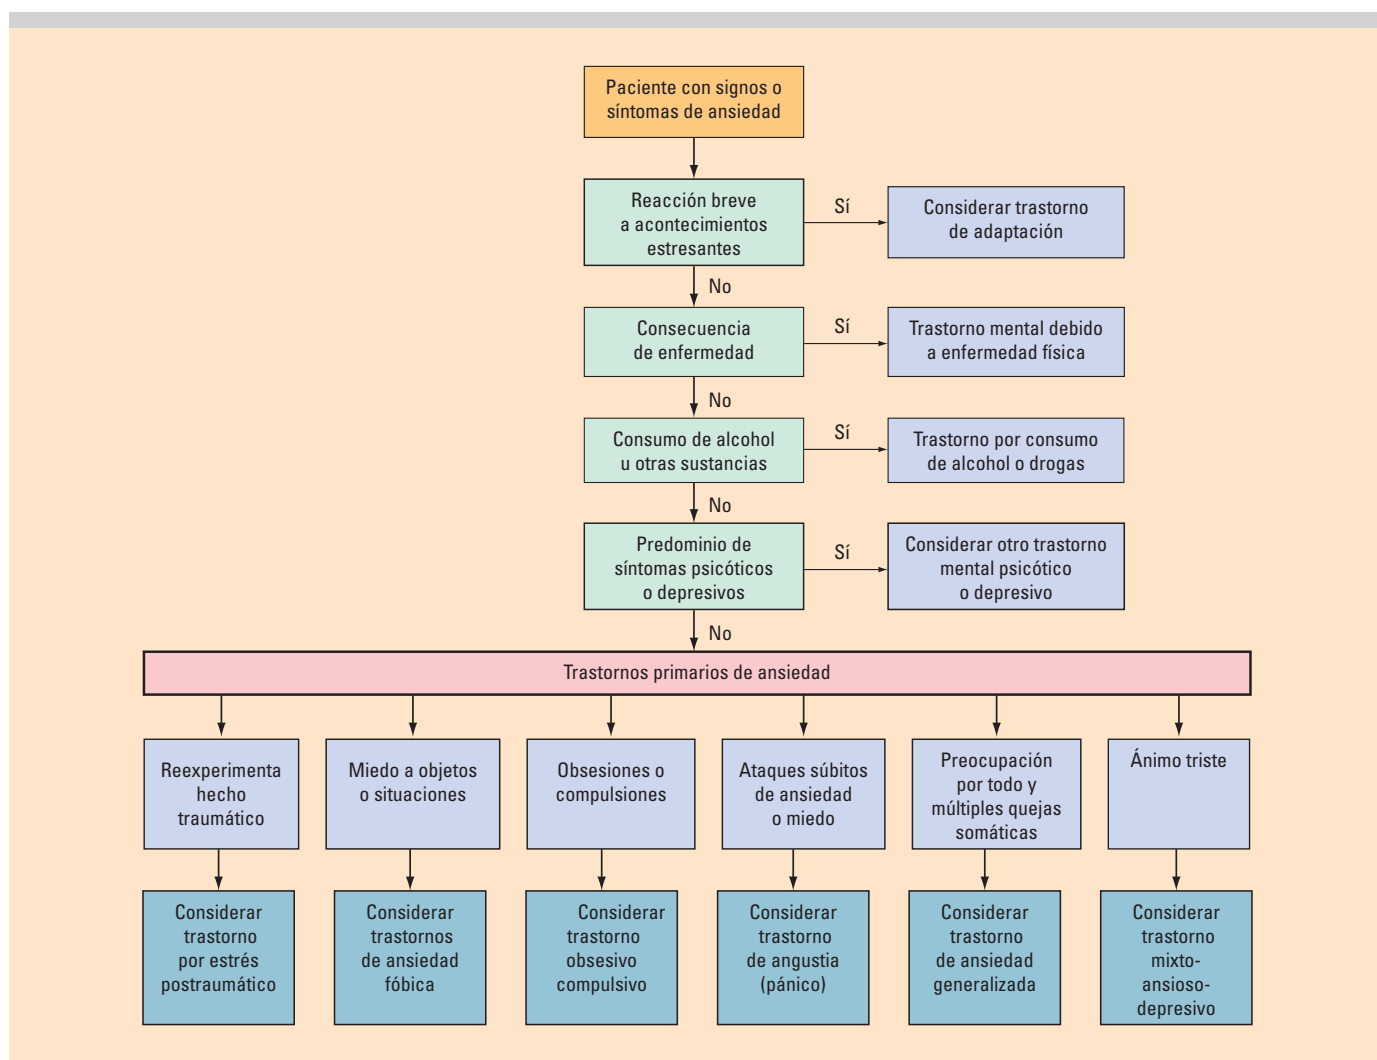 Paciente con signos o
síntomas de ansiedad
Reacción breve
a acontecimientos
estresantes
Sí
Considerar trastorno
de adaptación
No
Consecuencia
de enfermedad
Sí
Trastorno mental debido
a enfermedad física
No
Consumo de alcohol
u otras sustancias
Sí
Trastorno por consumo
de alcohol o drogas
No
Predominio de
síntomas psicóticos
o depresivos
Sí
Considerar otro trastorno
mental psicótico
o depresivo
No
Trastornos primarios de ansiedad
Reexperimenta
hecho
traumático
Miedo a objetos
o situaciones
Obsesiones o
compulsiones
Ataques súbitos
de ansiedad
o miedo
Preocupación
por todo y
múltiples quejas
somáticas
Ánimo triste
Considerar
trastorno
por estrés
postraumático
Considerar
trastornos
de ansiedad
fóbica
Considerar
trastorno
obsesivo
compulsivo
Considerar
trastorno
de angustia
(pánico)
Considerar
trastorno
de ansiedad
generalizada
Considerar
trastorno
mixto-
ansioso-
depresivo